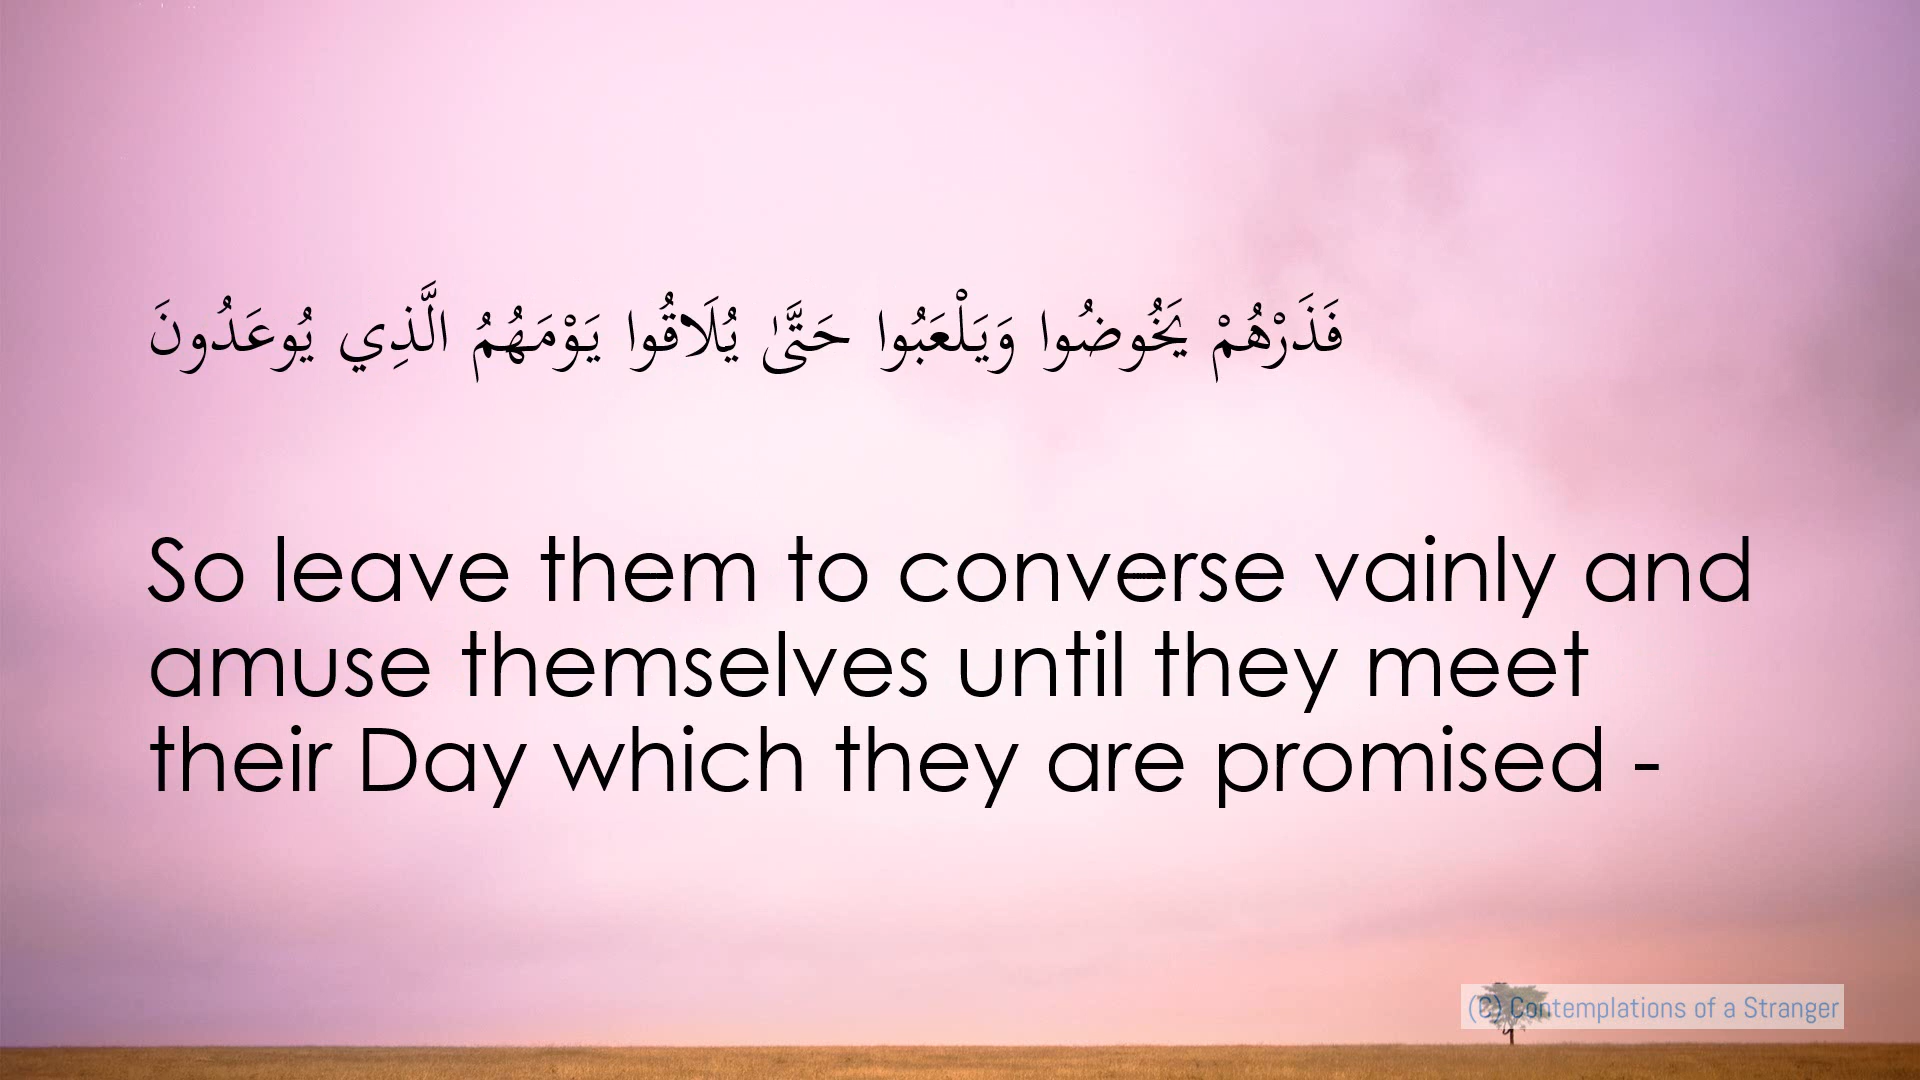 فَذَرْهُمْ يَخُوضُوا وَيَلْعَبُوا حَتَّىٰ يُلَاقُوا يَوْمَهُمُ الَّذِي يُوعَدُونَ
So leave them to converse vainly and
amuse themselves until they meet
their Day which they are promised -
(C) Contemplations of a Stranger